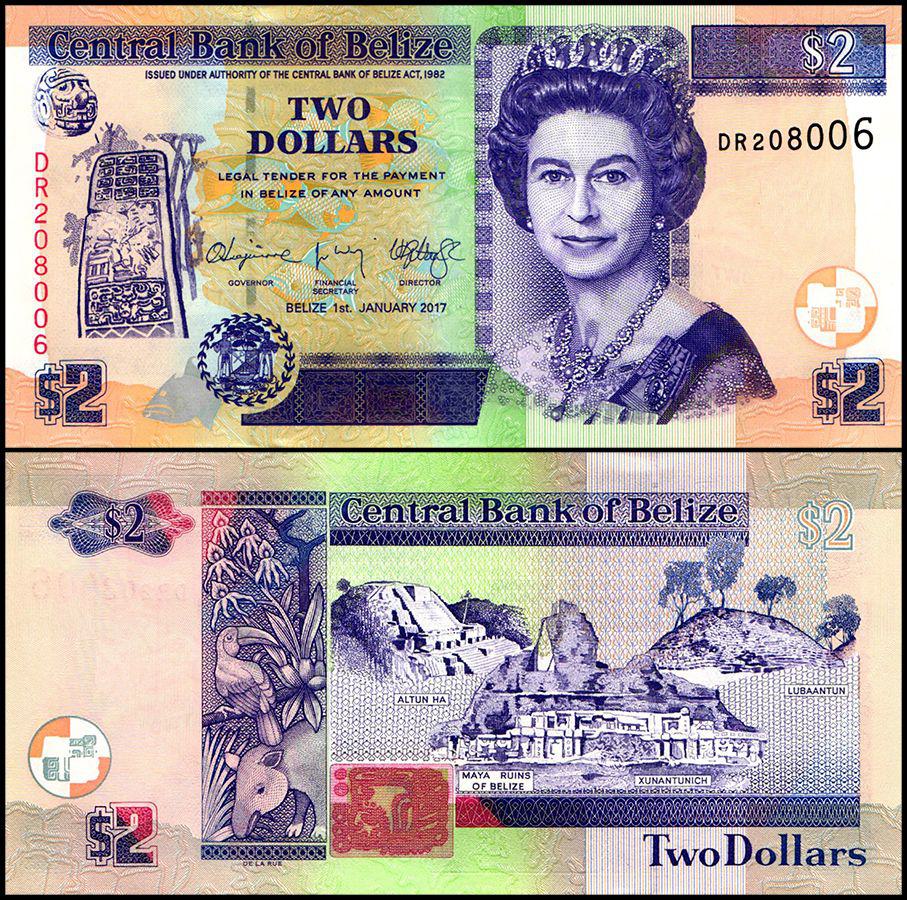 Central Bank of Belize
ISSUED UNDER AUTHORITY OF THE CENTRAL BANK OF BELIZE ACT, 1982
$2
TWO
DOLLARS
DR208006
LEGAL TENDER FOR THE PAYMENT
IN BELIZE OF ANY AMOUNT
DR208006
GOVERNOR
FINANCIAL
SECRETARY
DIRECTOR
BELIZE 1st. JANUARY 2017
$2
$2
Central Bank of Belize
$2
$2
ALTUN HA
LUBAANTUN
MAYA RUINS
OF BELIZE
XUNANTUNICH
$2
Two Dollars
DE LA RUE